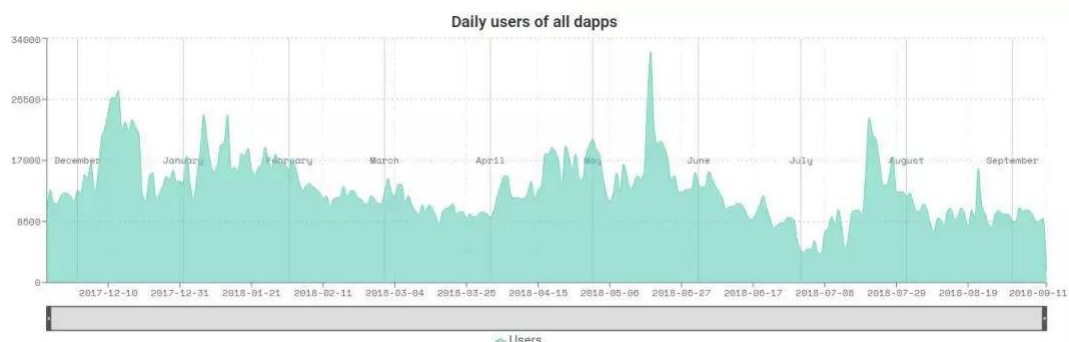 Daily users of all dapps
34000
25500
17000
8500
0
December January February March April May June July August September
2017-12-10 2017-12-31 2018-01-21 2018-02-11 2018-03-04 2018-03-25 2018-04-15 2018-05-06 2018-05-27 2018-06-17 2018-07-08 2018-07-29 2018-08-19 2018-09-11
Users